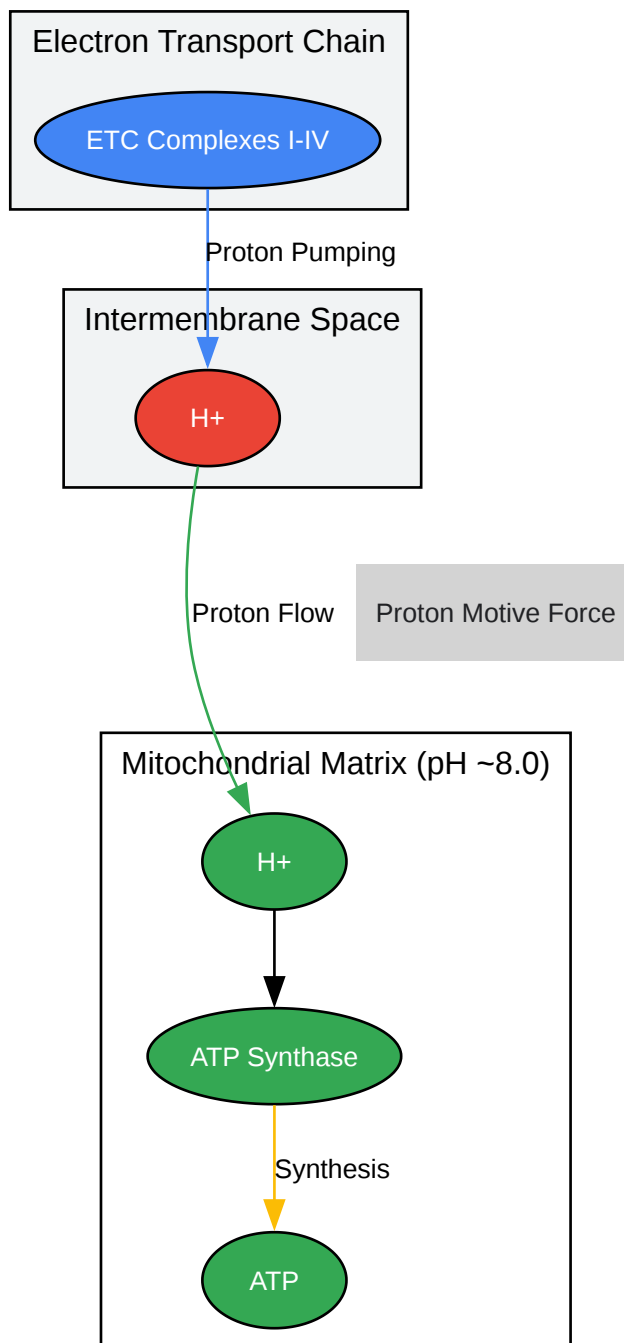 Electron Transport Chain
ETC Complexes I-IV
Proton Pumping
Intermembrane Space
H+
Proton Flow
Proton Motive Force
Mitochondrial Matrix (pH ~8.0)
H+
ATP Synthase
Synthesis
ATP